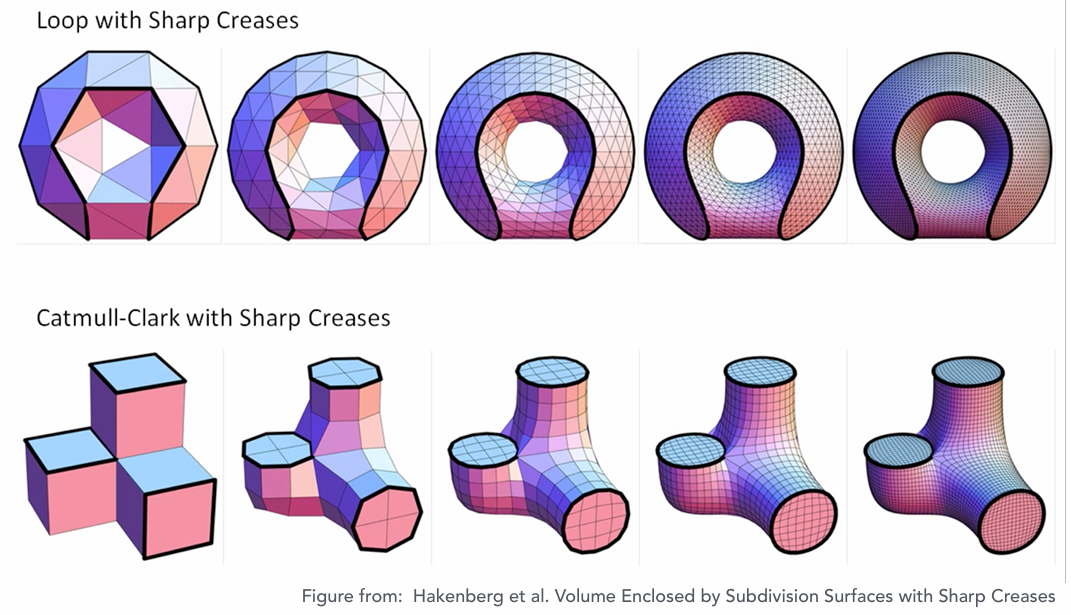 Loop with Sharp Creases
Catmull-Clark with Sharp Creases
Figure from:  Hakenberg et al. Volume Enclosed by Subdivision Surfaces with Sharp Creases